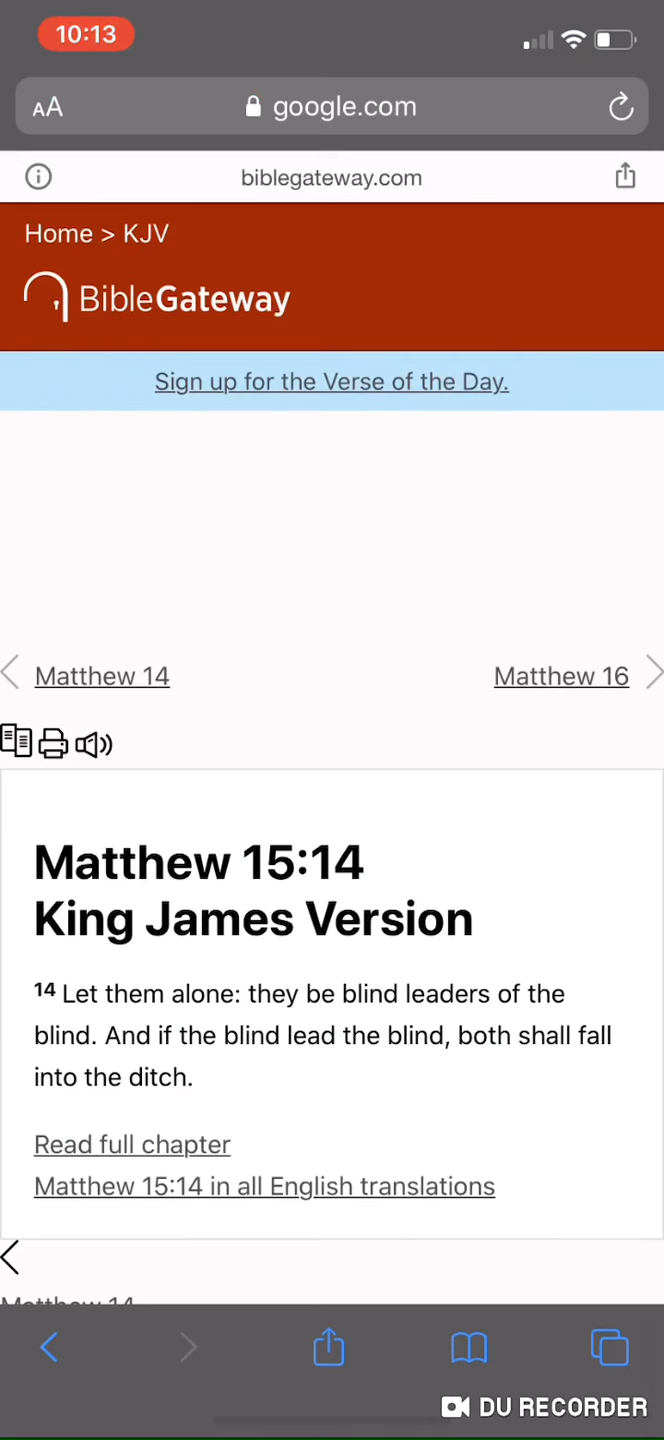 10:13
AA google.com
biblegateway.com
Home > KJV
BibleGateway
Sign up for the Verse of the Day.
Matthew 14 Matthew 16
Matthew 15:14
King James Version
14 Let them alone: they be blind leaders of the
blind. And if the blind lead the blind, both shall fall
into the ditch.
Read full chapter
Matthew 15:14 in all English translations
Matthew 14
DU RECORDER